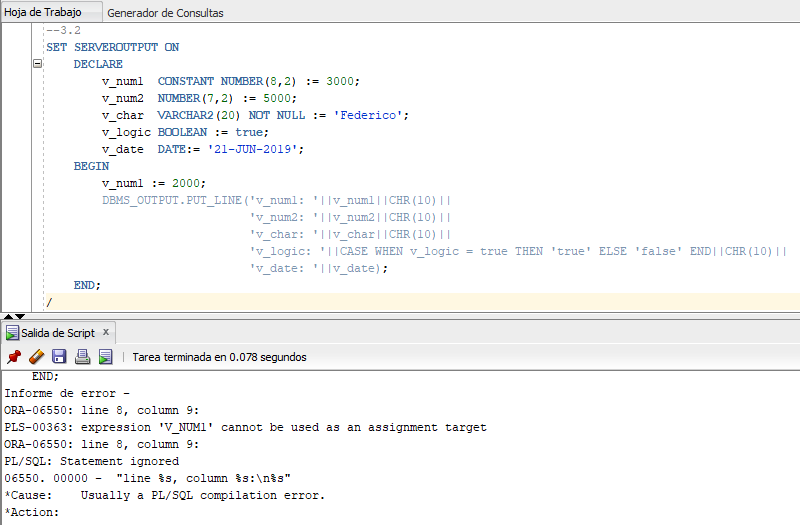 Hoja de Trabajo Generador de Consultas
--3.2
SET SERVEROUTPUT ON
DECLARE
v_num1 CONSTANT NUMBER(8,2) := 3000;
v_num2 NUMBER(7,2) := 5000;
v_char VARCHAR2(20) NOT NULL := 'Federico';
v_logic BOOLEAN := true;
v_date DATE:= '21-JUN-2019';
BEGIN
v_num1 := 2000;
DBMS_OUTPUT.PUT_LINE('v_num1: '||v_num1||CHR(10)||
'v_num2: '||v_num2||CHR(10)||
'v_char: '||v_char||CHR(10)||
'v_logic: '||CASE WHEN v_logic = true THEN 'true' ELSE 'false' END||CHR(10)||
'v_date: '||v_date);
END;
/
Salida de Script x
Tarea terminada en 0.078 segundos
END;
Informe de error -
ORA-06550: line 8, column 9:
PLS-00363: expression 'V_NUM1' cannot be used as an assignment target
ORA-06550: line 8, column 9:
PL/SQL: Statement ignored
06550. 00000 - "line %s, column %s:\n%s"
*Cause: Usually a PL/SQL compilation error.
*Action: